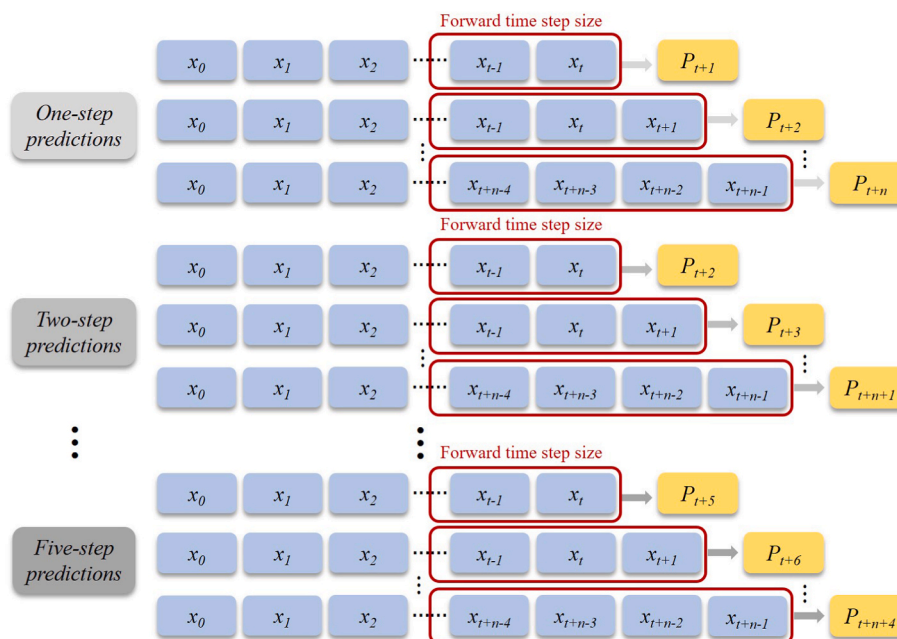 Forward time step size
x0 x1 x2 ...... xt-1 xt Pt+1
One-step predictions
x0 x1 x2 ...... xt-1 xt xt+1 Pt+2
x0 x1 x2 ...... xt+n-4 xt+n-3 xt+n-2 xt+n-1 Pt+n
Forward time step size
x0 x1 x2 ...... xt-1 xt Pt+2
Two-step predictions
x0 x1 x2 ...... xt-1 xt xt+1 Pt+3
x0 x1 x2 ...... xt+n-4 xt+n-3 xt+n-2 xt+n-1 Pt+n+1
Forward time step size
x0 x1 x2 ...... xt-1 xt Pt+5
Five-step predictions
x0 x1 x2 ...... xt-1 xt xt+1 Pt+6
x0 x1 x2 ...... xt+n-4 xt+n-3 xt+n-2 xt+n-1 Pt+n+4